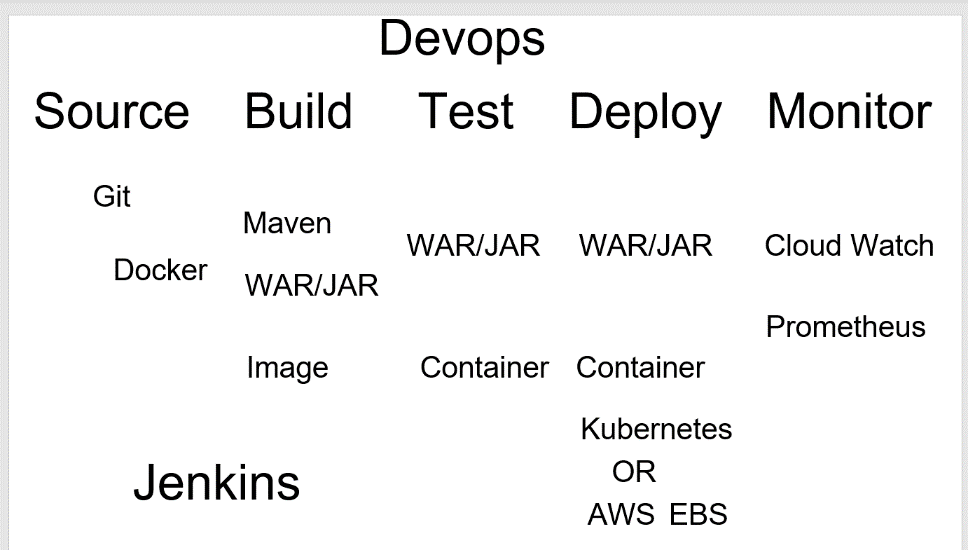 Devops
Source Build Test Deploy Monitor
Git
Maven
WAR/JAR WAR/JAR Cloud Watch
Docker
WAR/JAR
Prometheus
Image Container Container
Kubernetes
OR
Jenkins
AWS EBS